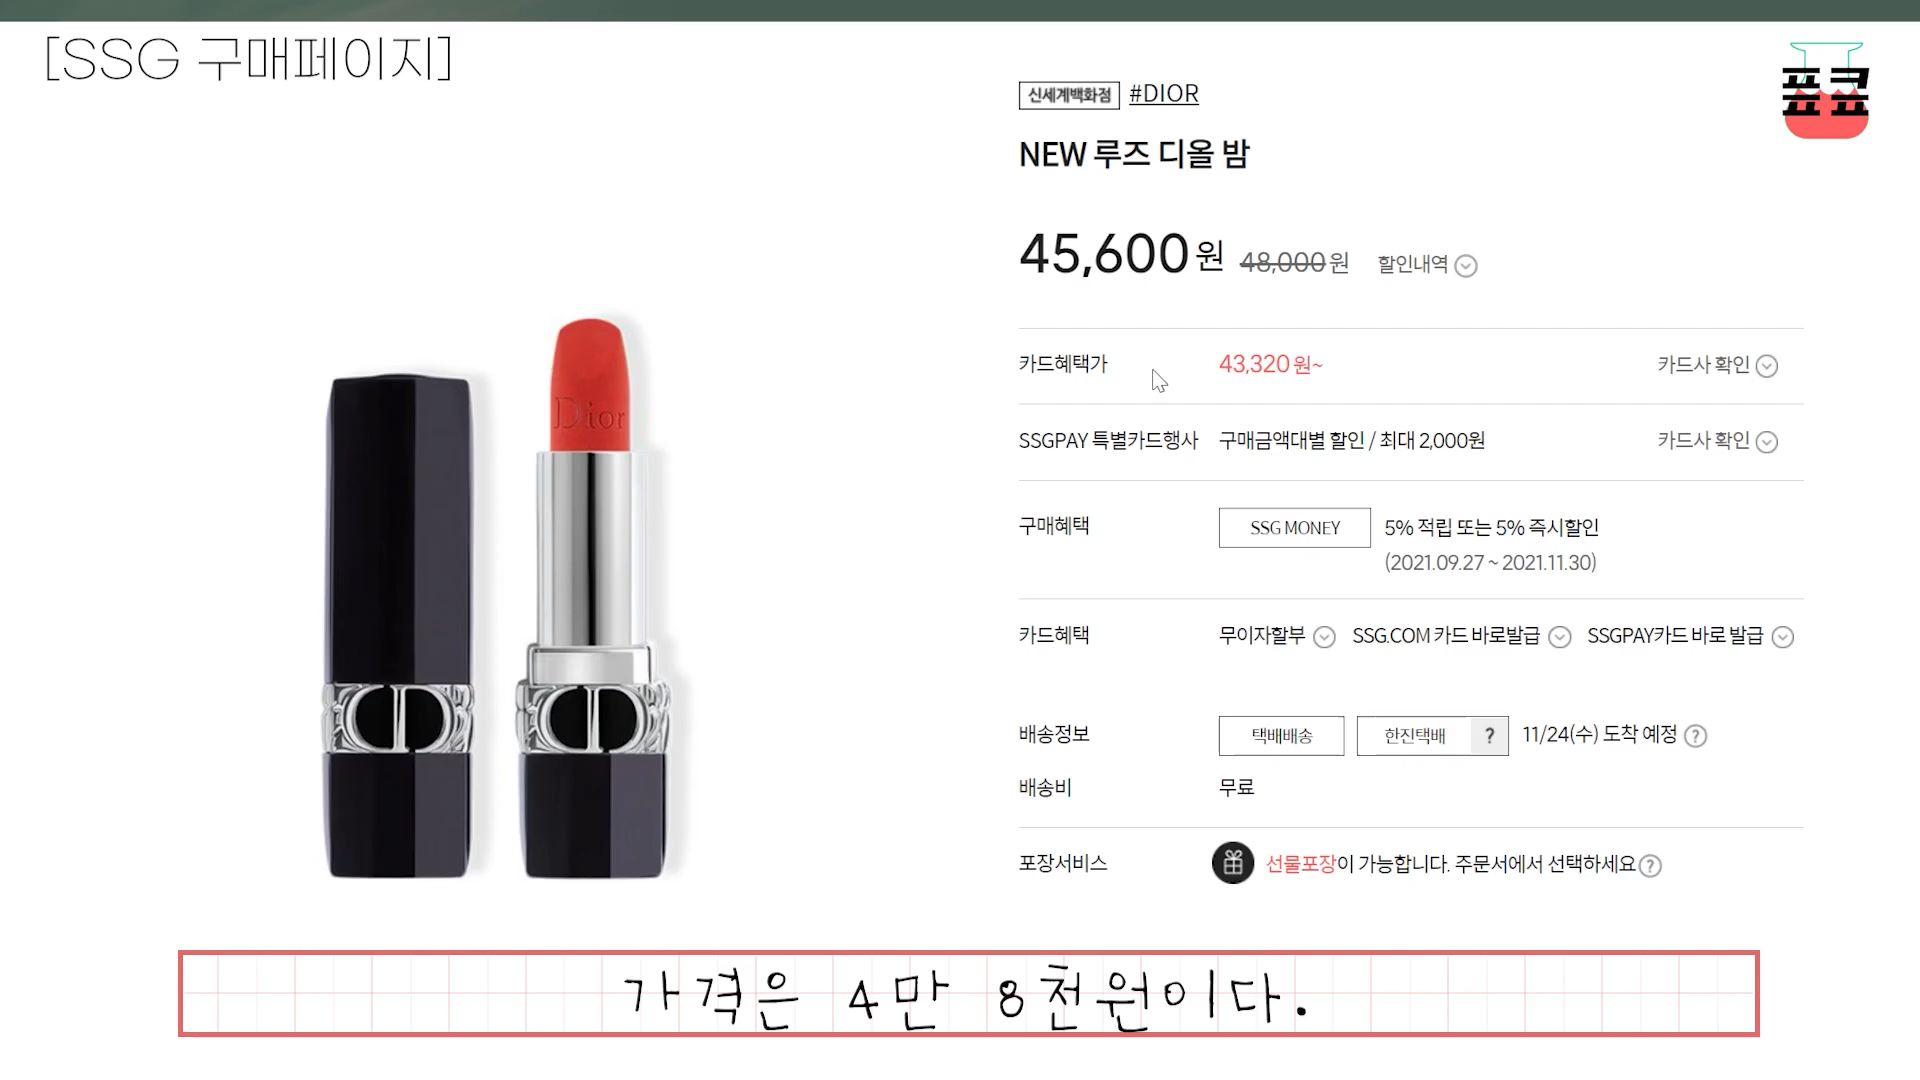 [SSG 구매페이지]
푶콮
신세계백화점 #DIOR
NEW 루즈 디올 밤
45,600원 48,000원 할인내역
카드혜택가 43,320원~ 카드사 확인
SSGPAY 특별카드행사 구매금액대별 할인 / 최대 2,000원 카드사 확인
구매혜택 SSG MONEY 5% 적립 또는 5% 즉시할인
(2021.09.27 ~ 2021.11.30)
카드혜택 무이자할부 SSG.COM 카드 바로발급 SSGPAY카드 바로 발급
배송정보 택배배송 한진택배 ? 11/24(수) 도착 예정 ?
배송비 무료
포장서비스 선물포장이 가능합니다. 주문서에서 선택하세요 ?
Dior
가격은 4만 8천원이다.